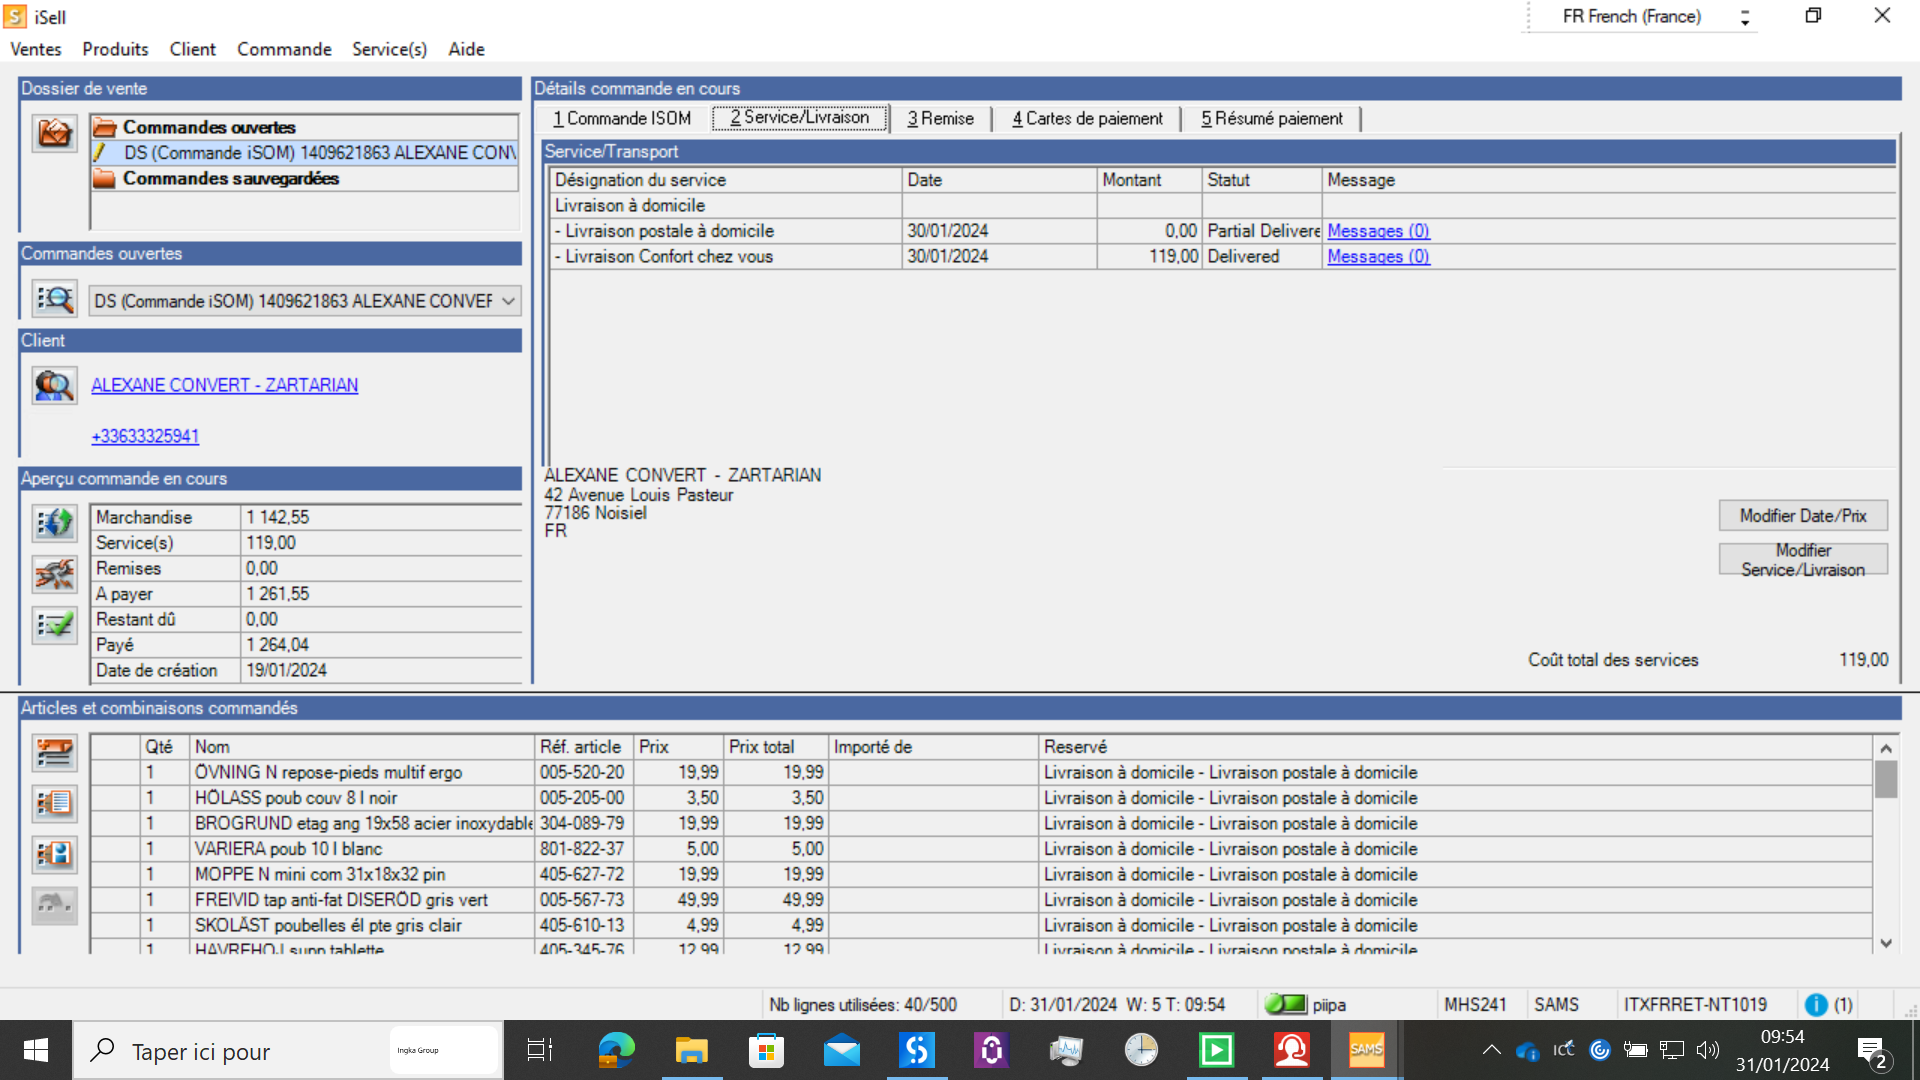 iSell
FR French (France)
Ventes Produits Client Commande Service(s) Aide
Dossier de vente
Commandes ouvertes
DS (Commande iSOM) 1409621863 ALEXANE CON
Commandes sauvegardées
Commandes ouvertes
DS (Commande iSOM) 1409621863 ALEXANE CONVER
Client
ALEXANE CONVERT - ZARTARIAN
+33633325941
Aperçu commande en cours
Marchandise 1 142,55
Service(s) 119,00
Remises 0,00
A payer 1 261,55
Restant dû 0,00
Payé 1 264,04
Date de création 19/01/2024
Détails commande en cours
1 Commande ISOM 2 Service/Livraison 3 Remise 4 Cartes de paiement 5 Résumé paiement
Service/Transport
Désignation du service Date Montant Statut Message
Livraison à domicile
- Livraison postale à domicile 30/01/2024 0,00 Partial Delivere Messages (0)
- Livraison Confort chez vous 30/01/2024 119,00 Delivered Messages (0)
ALEXANE CONVERT - ZARTARIAN
42 Avenue Louis Pasteur
77186 Noisiel
FR
Modifier Date/Prix
Modifier
Service/Livraison
Coût total des services 119,00
Articles et combinaisons commandés
Qté Nom Réf. article Prix Prix total Importé de Reservé
1 ÖVNING N repose-pieds multif ergo 005-520-20 19,99 19,99 Livraison à domicile - Livraison postale à domicile
1 HÖLASS poub couv 8 l noir 005-205-00 3,50 3,50 Livraison à domicile - Livraison postale à domicile
1 BROGRUND etag ang 19x58 acier inoxydable 304-089-79 19,99 19,99 Livraison à domicile - Livraison postale à domicile
1 VARIERA poub 10 l blanc 801-822-37 5,00 5,00 Livraison à domicile - Livraison postale à domicile
1 MOPPE N mini com 31x18x32 pin 405-627-72 19,99 19,99 Livraison à domicile - Livraison postale à domicile
1 FREIVID tap anti-fat DISERÖD gris vert 005-567-73 49,99 49,99 Livraison à domicile - Livraison postale à domicile
1 SKOLÄST poubelles él pte gris clair 405-610-13 4,99 4,99 Livraison à domicile - Livraison postale à domicile
1 HAVREHOJ supp tablette 405-345-76 12,99 12,99 Livraison à domicile - Livraison postale à domicile
Nb lignes utilisées: 40/500 D: 31/01/2024 W: 5 T: 09:54 piipa MHS241 SAMS ITXFRRET-NT1019 (1)
Taper ici pour Ingka Group SAMS ICC 09:54
31/01/2024 2